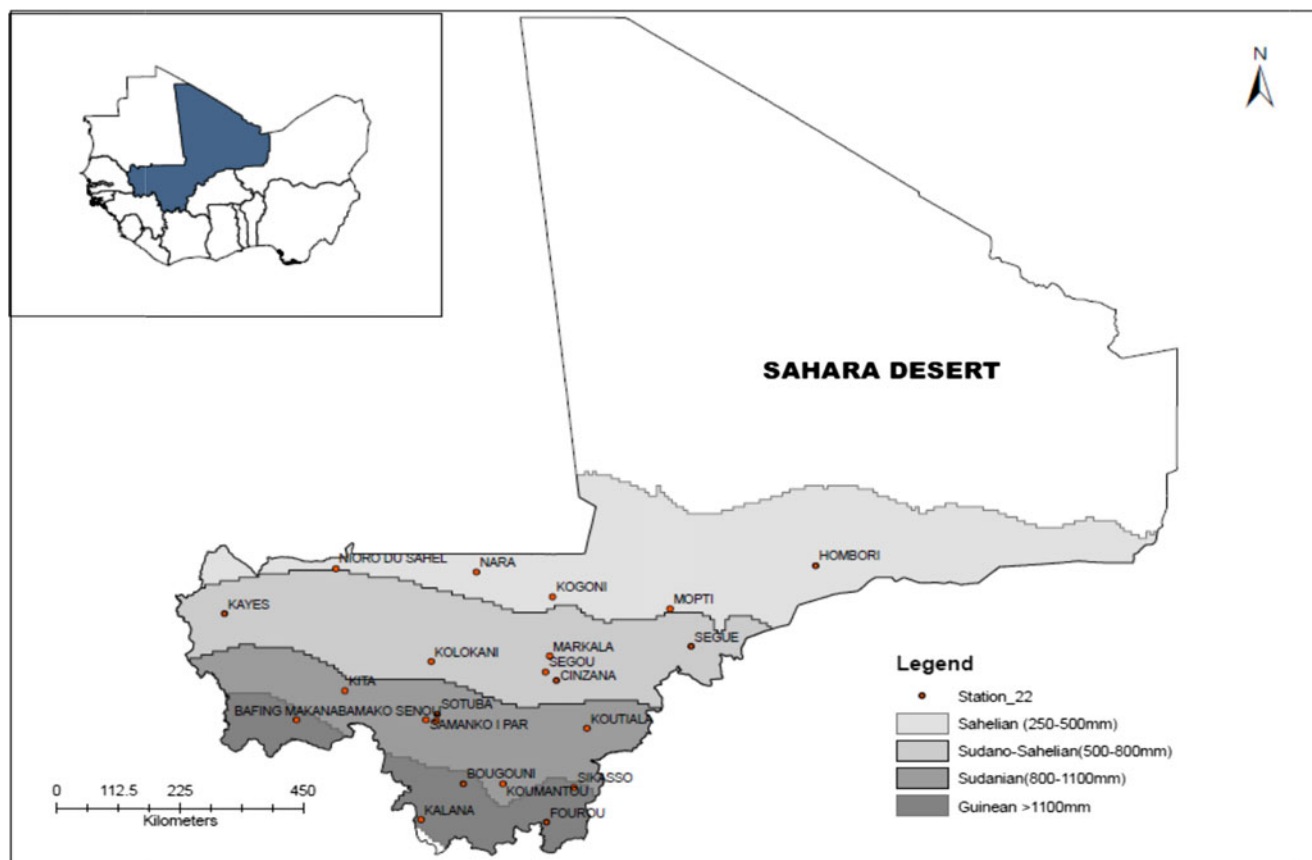 N
SAHARA DESERT
HOMBORI
NIORO DU SAHEL
NARA
KOGONI
MOPTI
KAYES
SEGUE
MARKALA
KOLOKANI
SEGOU
CINZANA
KITA
SOTUBA
BAFING MAKANABAMAKO SENOU
SAMANKO I PAR
KOUTIALA
BOUGOUNI
SIKASSO
KOUMANTOU
KALANA
FOUROU
0 112.5 225 450
Kilometers
Legend
Station_22
Sahelian (250-500mm)
Sudano-Sahelian(500-800mm)
Sudanian(800-1100mm)
Guinean >1100mm